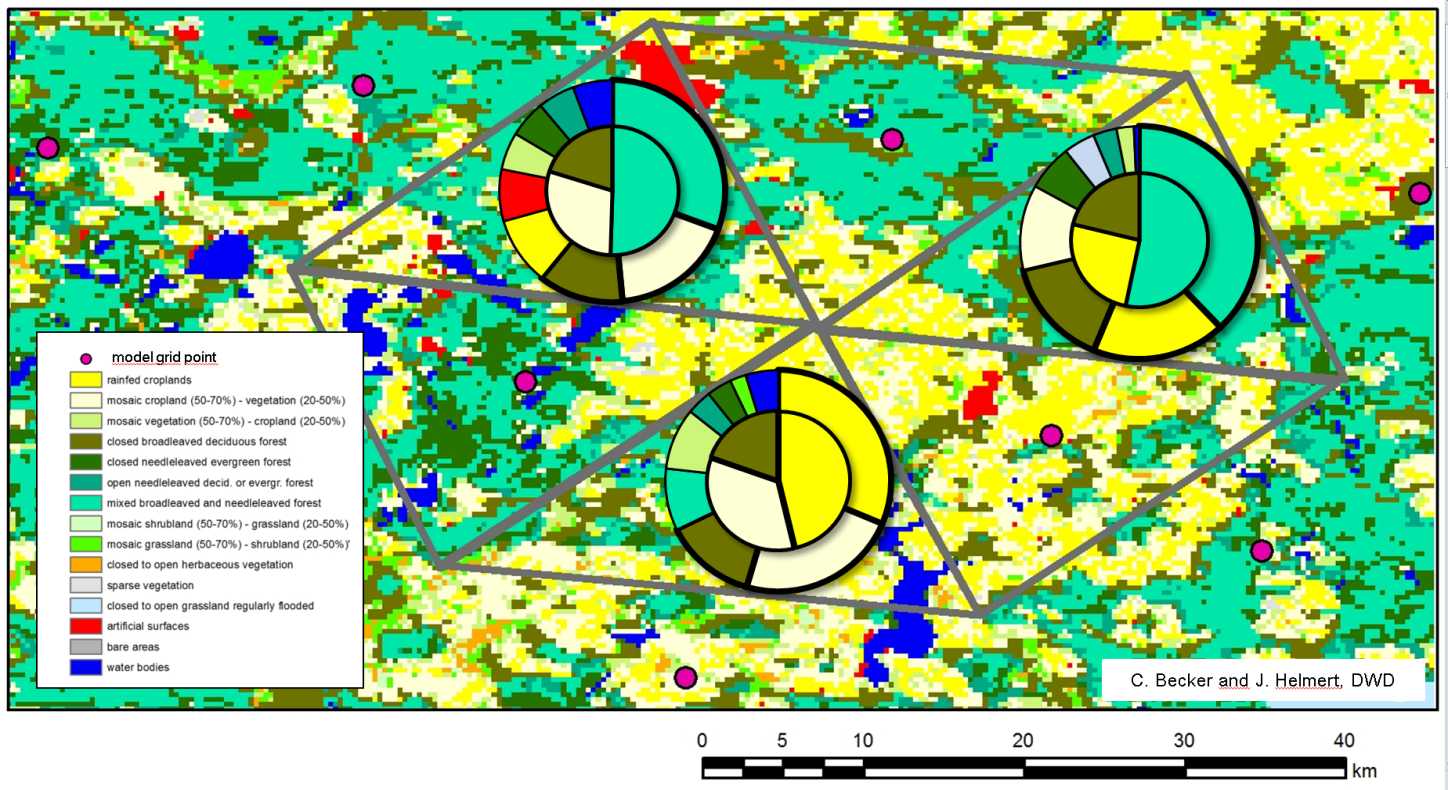 model grid point
rainfed croplands
mosaic cropland (50-70%) - vegetation (20-50%)
mosaic vegetation (50-70%) - cropland (20-50%)
closed broadleaved deciduous forest
closed needleleaved evergreen forest
open needleleaved decid. or evergr. forest
mixed broadleaved and needleleaved forest
mosaic shrubland (50-70%) - grassland (20-50%)
mosaic grassland (50-70%) - shrubland (20-50%)'
closed to open herbaceous vegetation
sparse vegetation
closed to open grassland regularly flooded
artificial surfaces
bare areas
water bodies
C. Becker and J. Helmert, DWD
0 5 10 20 30 40
km